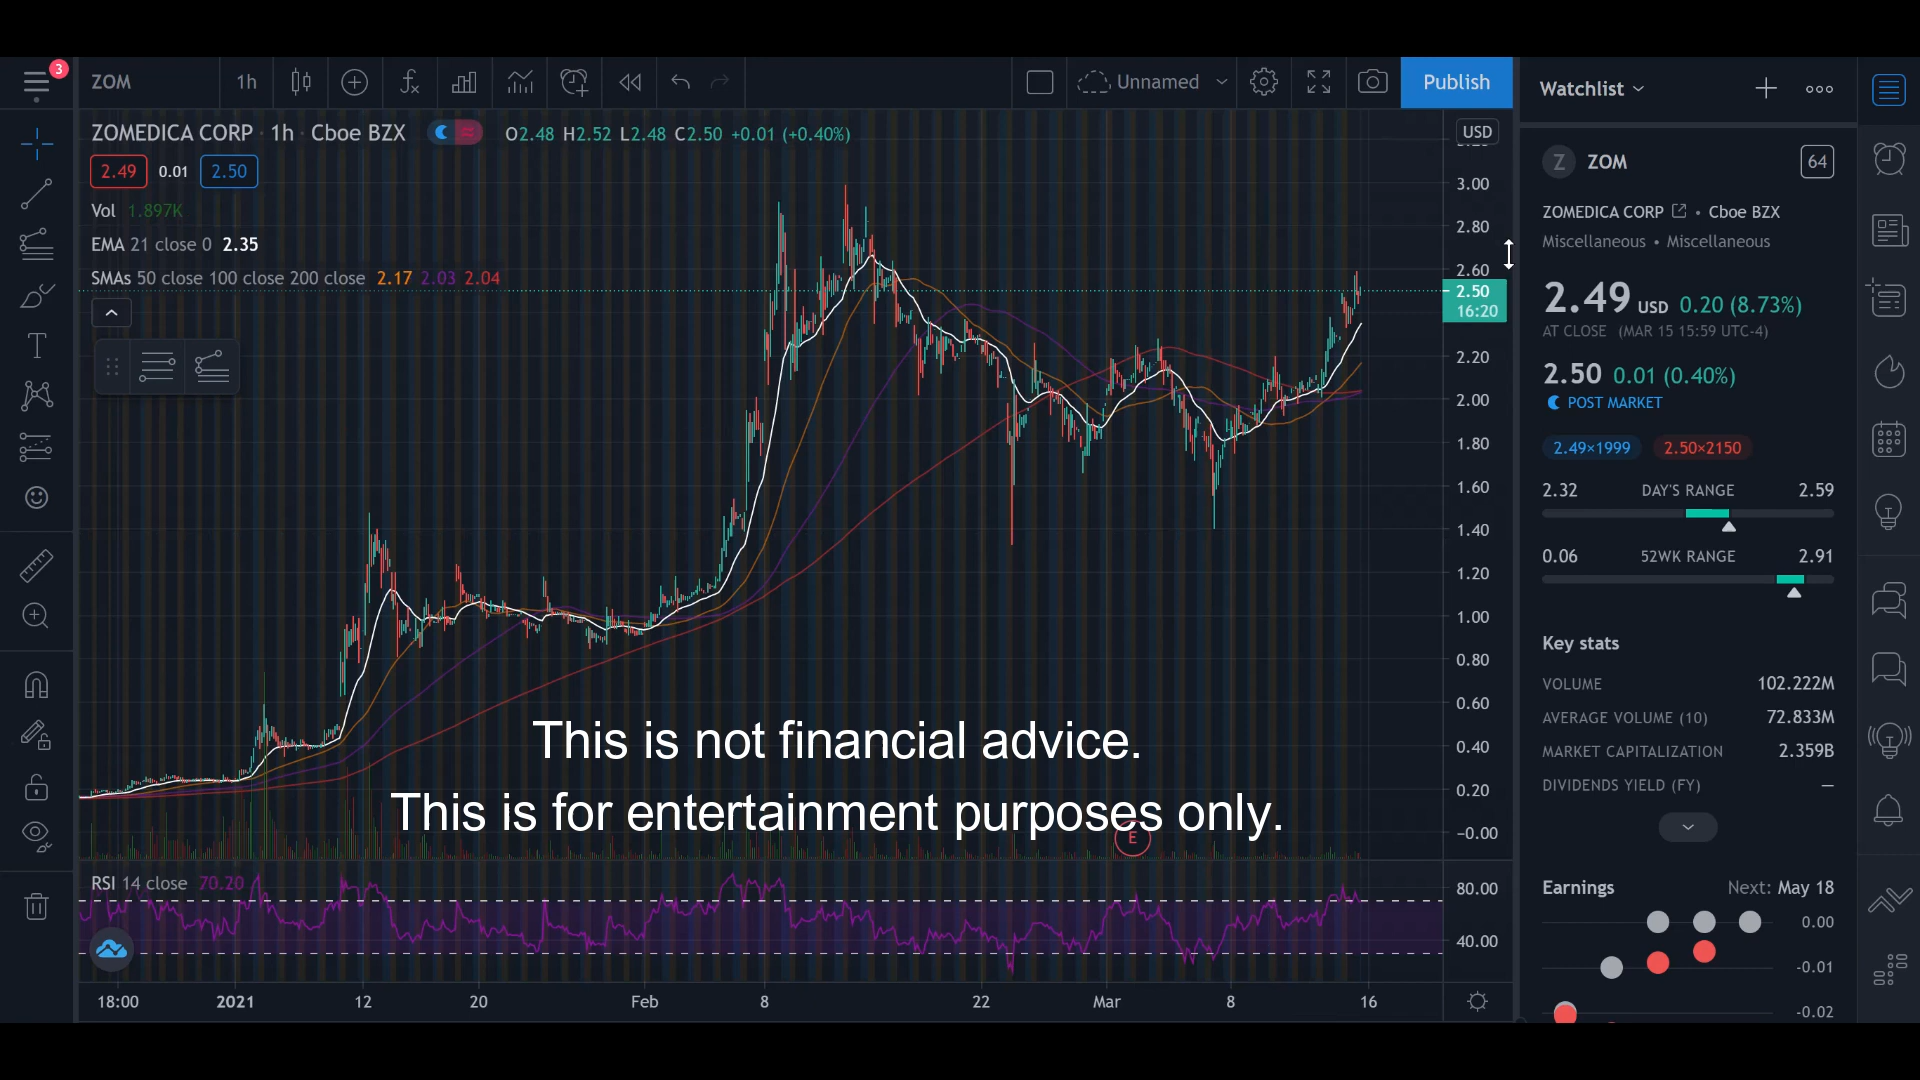 3
ZOM
1h
Unnamed
Publish
Watchlist
ZOMEDICA CORP · 1h · Cboe BZX
O2.48 H2.52 L2.48 C2.50 +0.01 (+0.40%)
USD
2.49 0.01 2.50
Vol 1.897K
EMA 21 close 0 2.35
SMAs 50 close 100 close 200 close 2.17 2.03 2.04
3.00
2.80
2.60
2.50
16:20
2.20
2.00
1.80
1.60
1.40
1.20
1.00
0.80
0.60
0.40
0.20
-0.00
This is not financial advice.
This is for entertainment purposes only.
E
RSI 14 close 70.20
80.00
40.00
18:00 2021 12 20 Feb 8 22 Mar 8 16
Z ZOM 64
ZOMEDICA CORP • Cboe BZX
Miscellaneous • Miscellaneous
2.49 USD 0.20 (8.73%)
AT CLOSE (MAR 15 15:59 UTC-4)
2.50 0.01 (0.40%)
POST MARKET
2.49×1999 2.50×2150
2.32 DAY'S RANGE 2.59
0.06 52WK RANGE 2.91
Key stats
VOLUME 102.222M
AVERAGE VOLUME (10) 72.833M
MARKET CAPITALIZATION 2.359B
DIVIDENDS YIELD (FY) —
Earnings Next: May 18
0.00
-0.01
-0.02